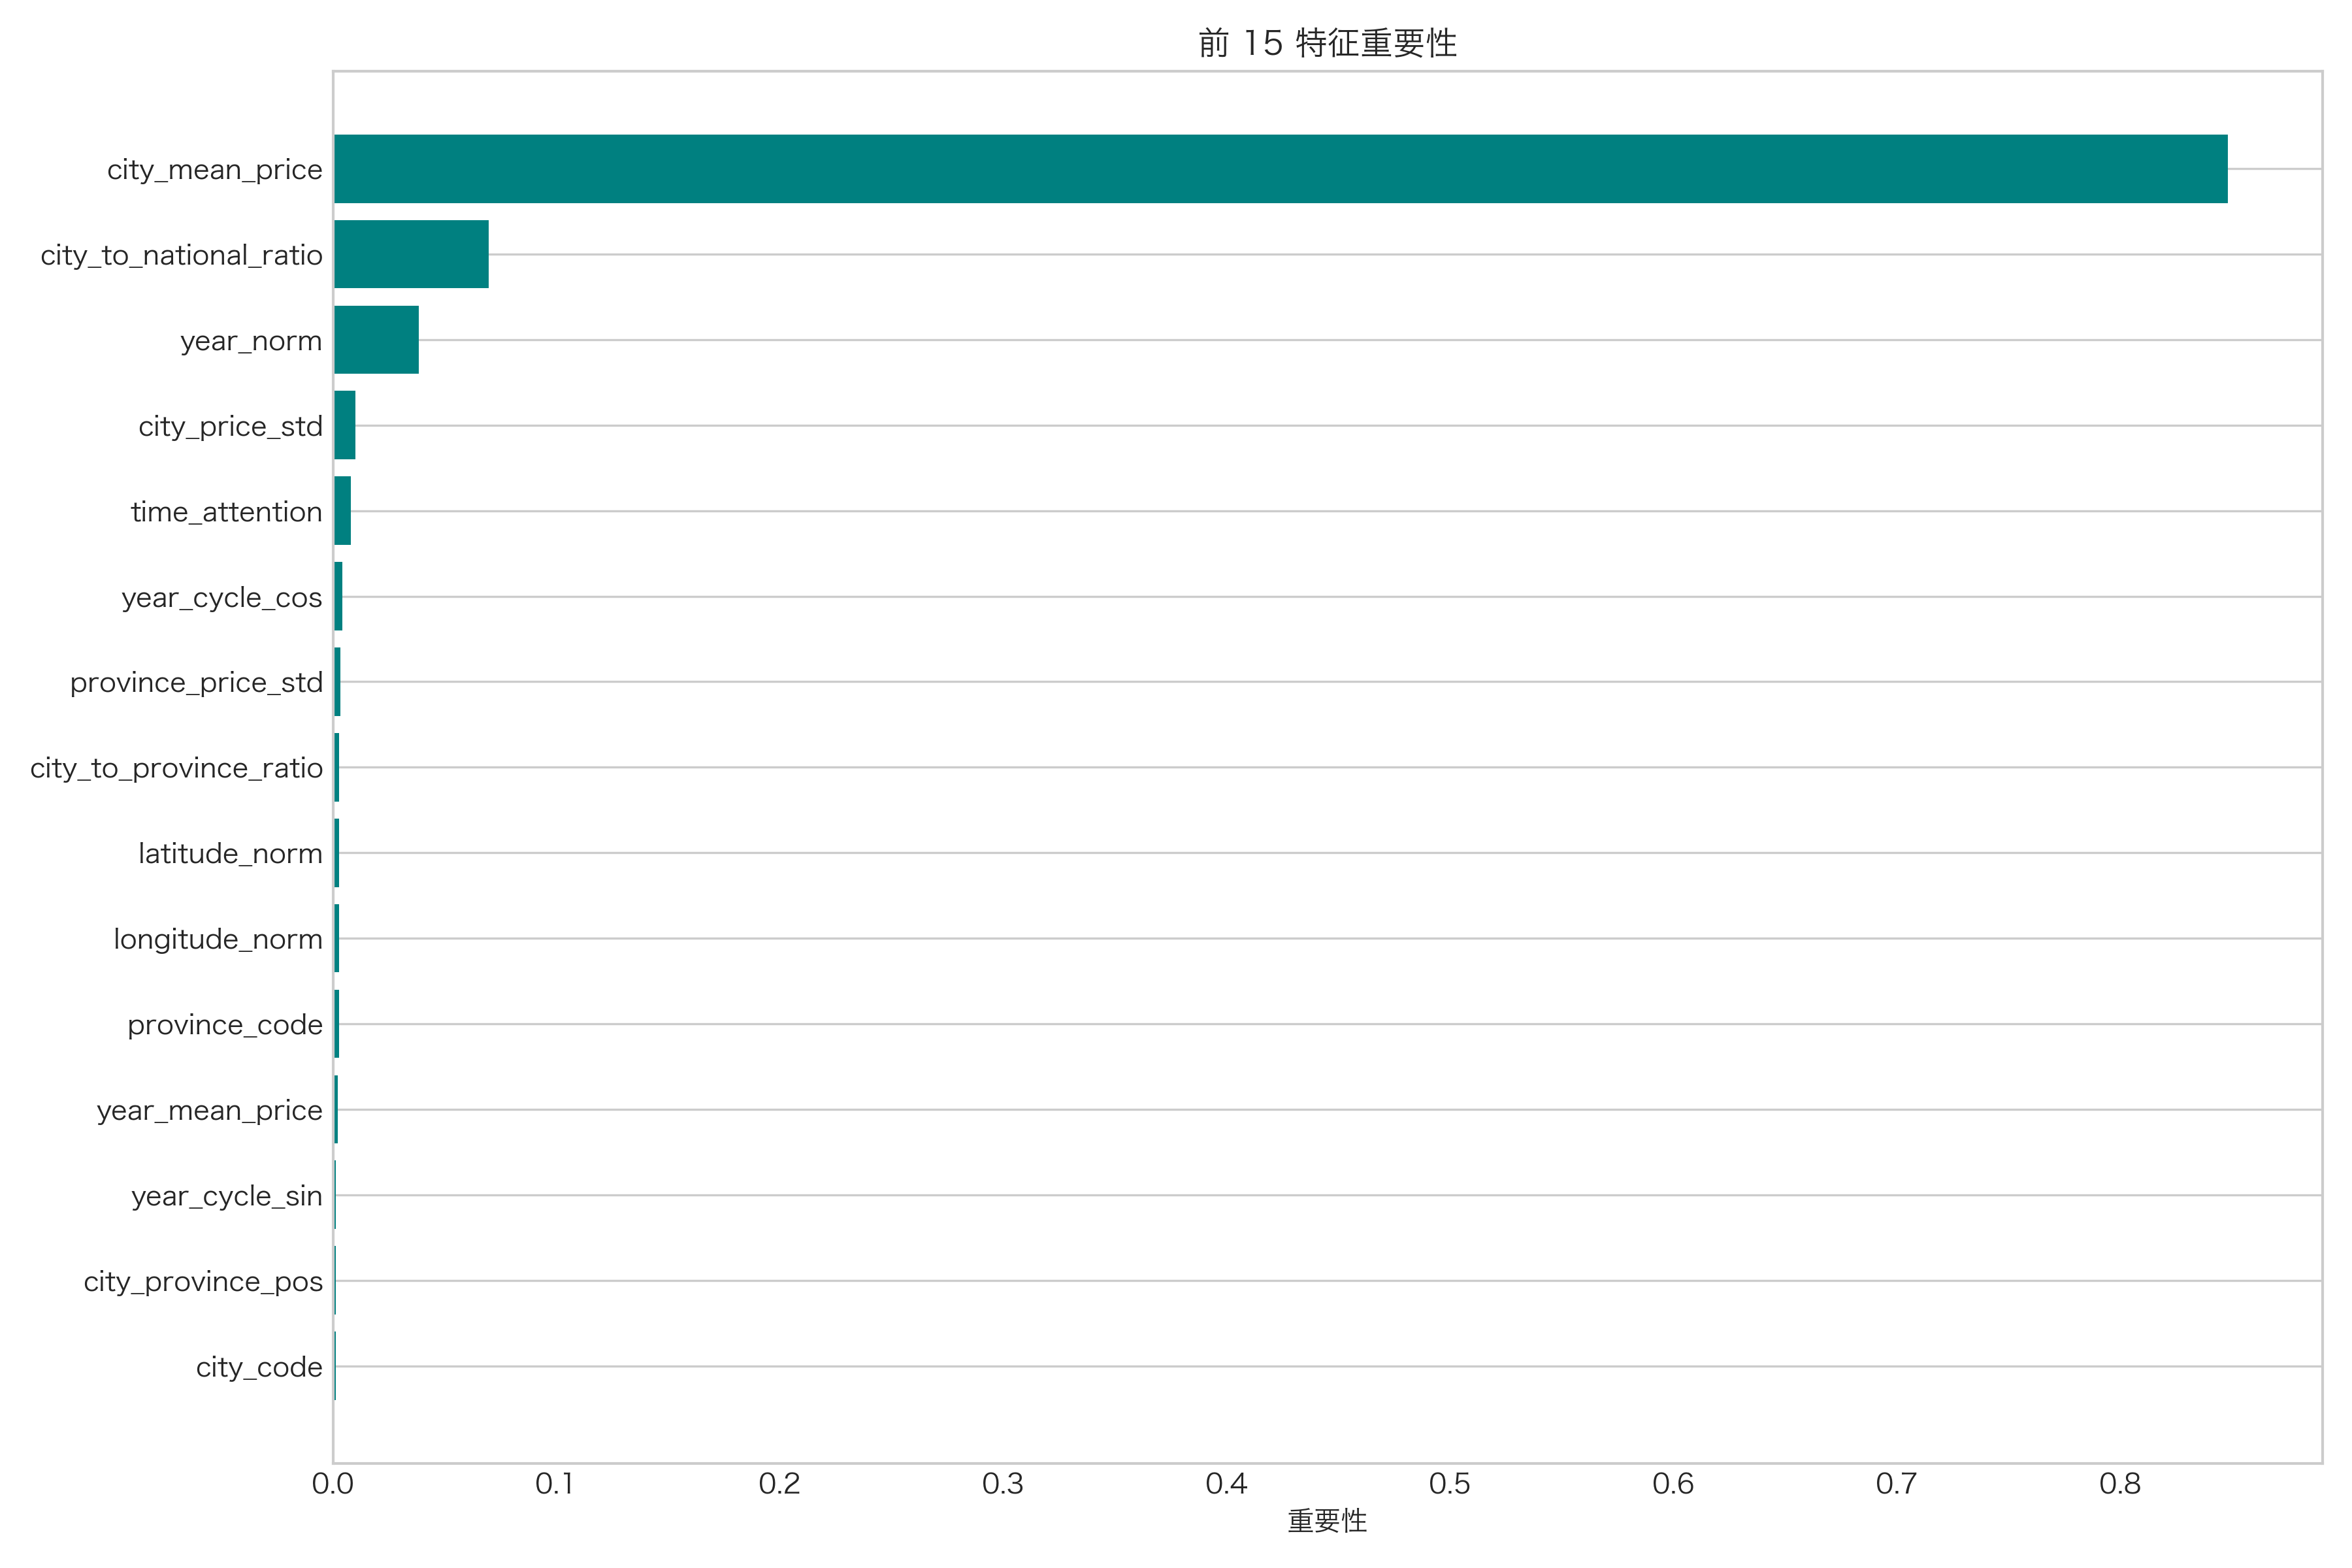 前 15 特征重要性
city_mean_price
city_to_national_ratio
year_norm
city_price_std
time_attention
year_cycle_cos
province_price_std
city_to_province_ratio
latitude_norm
longitude_norm
province_code
year_mean_price
year_cycle_sin
city_province_pos
city_code
0.0 0.1 0.2 0.3 0.4 0.5 0.6 0.7 0.8
重要性